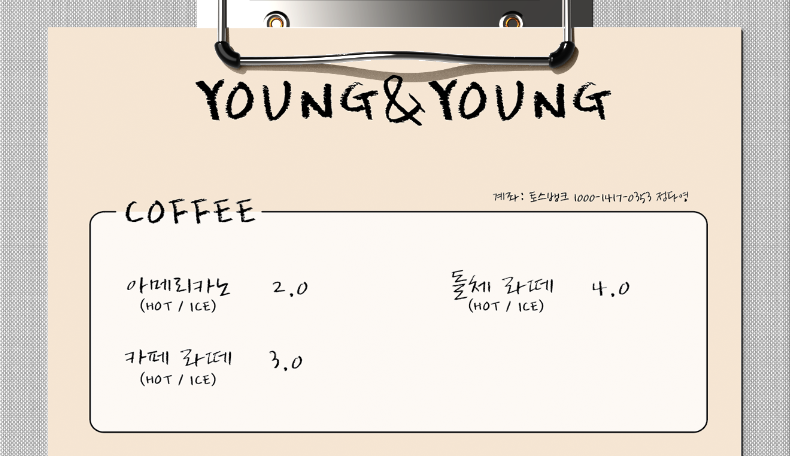 YOUNG&YOUNG
계좌: 토스뱅크 1000-1417-0353 정다영
COFFEE
아메리카노 2.0
(HOT / ICE)
돌체 라떼 4.0
(HOT / ICE)
카페 라떼 3.0
(HOT / ICE)